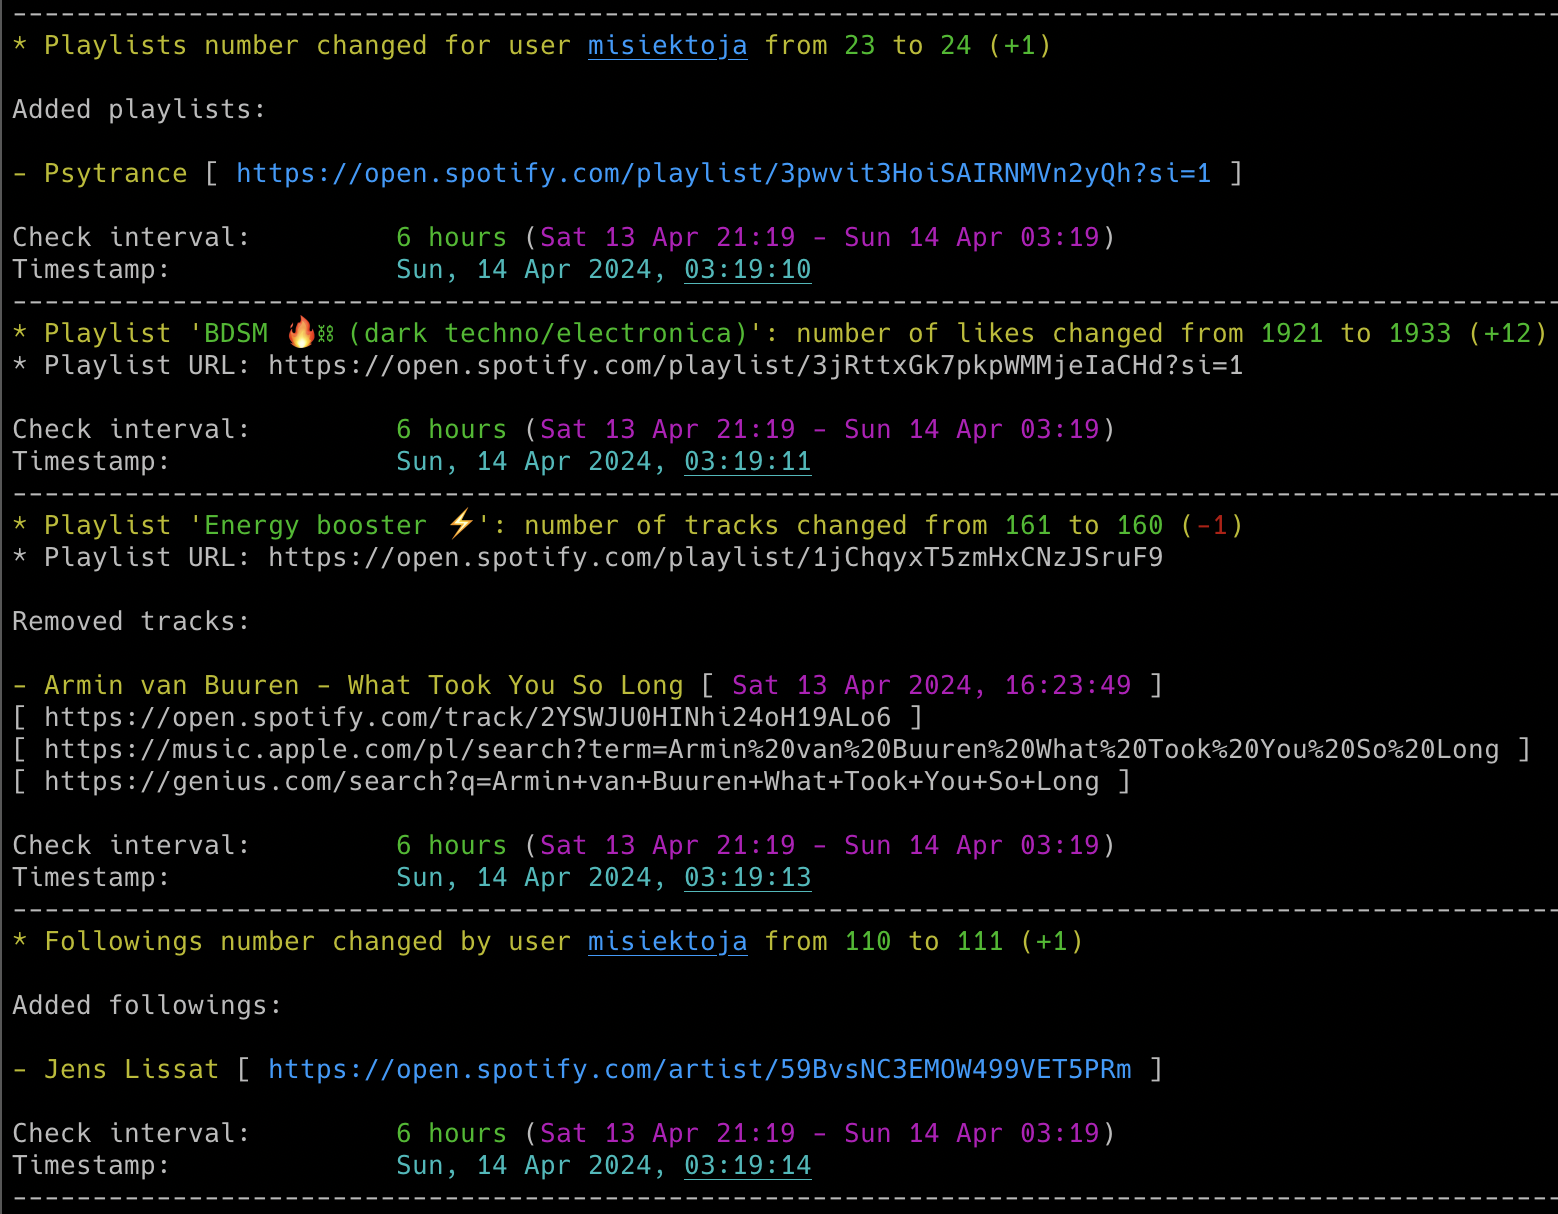 --------------------------------------------------------------------------------------------------
* Playlists number changed for user misiektoja from 23 to 24 (+1)
Added playlists:
- Psytrance [ https://open.spotify.com/playlist/3pwvit3HoiSAIRNMVn2yQh?si=1 ]
Check interval:         6 hours (Sat 13 Apr 21:19 - Sun 14 Apr 03:19)
Timestamp:              Sun, 14 Apr 2024, 03:19:10
--------------------------------------------------------------------------------------------------
* Playlist 'BDSM 🔥⛓ (dark techno/electronica)': number of likes changed from 1921 to 1933 (+12)
* Playlist URL: https://open.spotify.com/playlist/3jRttxGk7pkpWMMjeIaCHd?si=1
Check interval:         6 hours (Sat 13 Apr 21:19 - Sun 14 Apr 03:19)
Timestamp:              Sun, 14 Apr 2024, 03:19:11
--------------------------------------------------------------------------------------------------
* Playlist 'Energy booster ⚡': number of tracks changed from 161 to 160 (-1)
* Playlist URL: https://open.spotify.com/playlist/1jChqyxT5zmHxCNzJSruF9
Removed tracks:
- Armin van Buuren - What Took You So Long [ Sat 13 Apr 2024, 16:23:49 ]
[ https://open.spotify.com/track/2YSWJU0HINhi24oH19ALo6 ]
[ https://music.apple.com/pl/search?term=Armin%20van%20Buuren%20What%20Took%20You%20So%20Long ]
[ https://genius.com/search?q=Armin+van+Buuren+What+Took+You+So+Long ]
Check interval:         6 hours (Sat 13 Apr 21:19 - Sun 14 Apr 03:19)
Timestamp:              Sun, 14 Apr 2024, 03:19:13
--------------------------------------------------------------------------------------------------
* Followings number changed by user misiektoja from 110 to 111 (+1)
Added followings:
- Jens Lissat [ https://open.spotify.com/artist/59BvsNC3EMOW499VET5PRm ]
Check interval:         6 hours (Sat 13 Apr 21:19 - Sun 14 Apr 03:19)
Timestamp:              Sun, 14 Apr 2024, 03:19:14
--------------------------------------------------------------------------------------------------